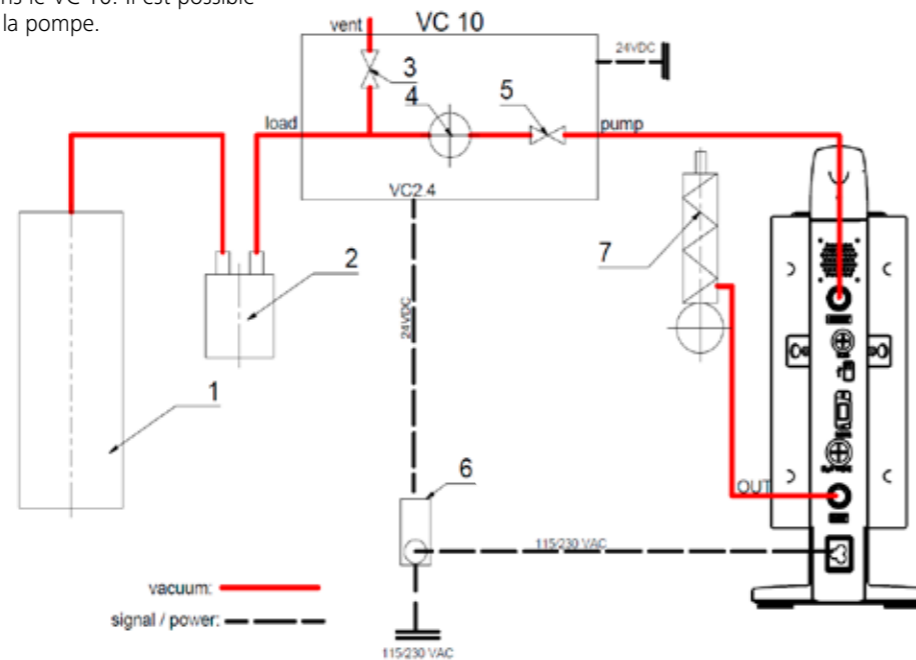 ns le VC 10. Il est possible
la pompe.
vent
VC 10
24VDC
3
4
5
load
pump
VC2.4
2
7
24VDC
1
6
OUT
115/230 VAC
vacuum:
signal / power:
115/230 VAC